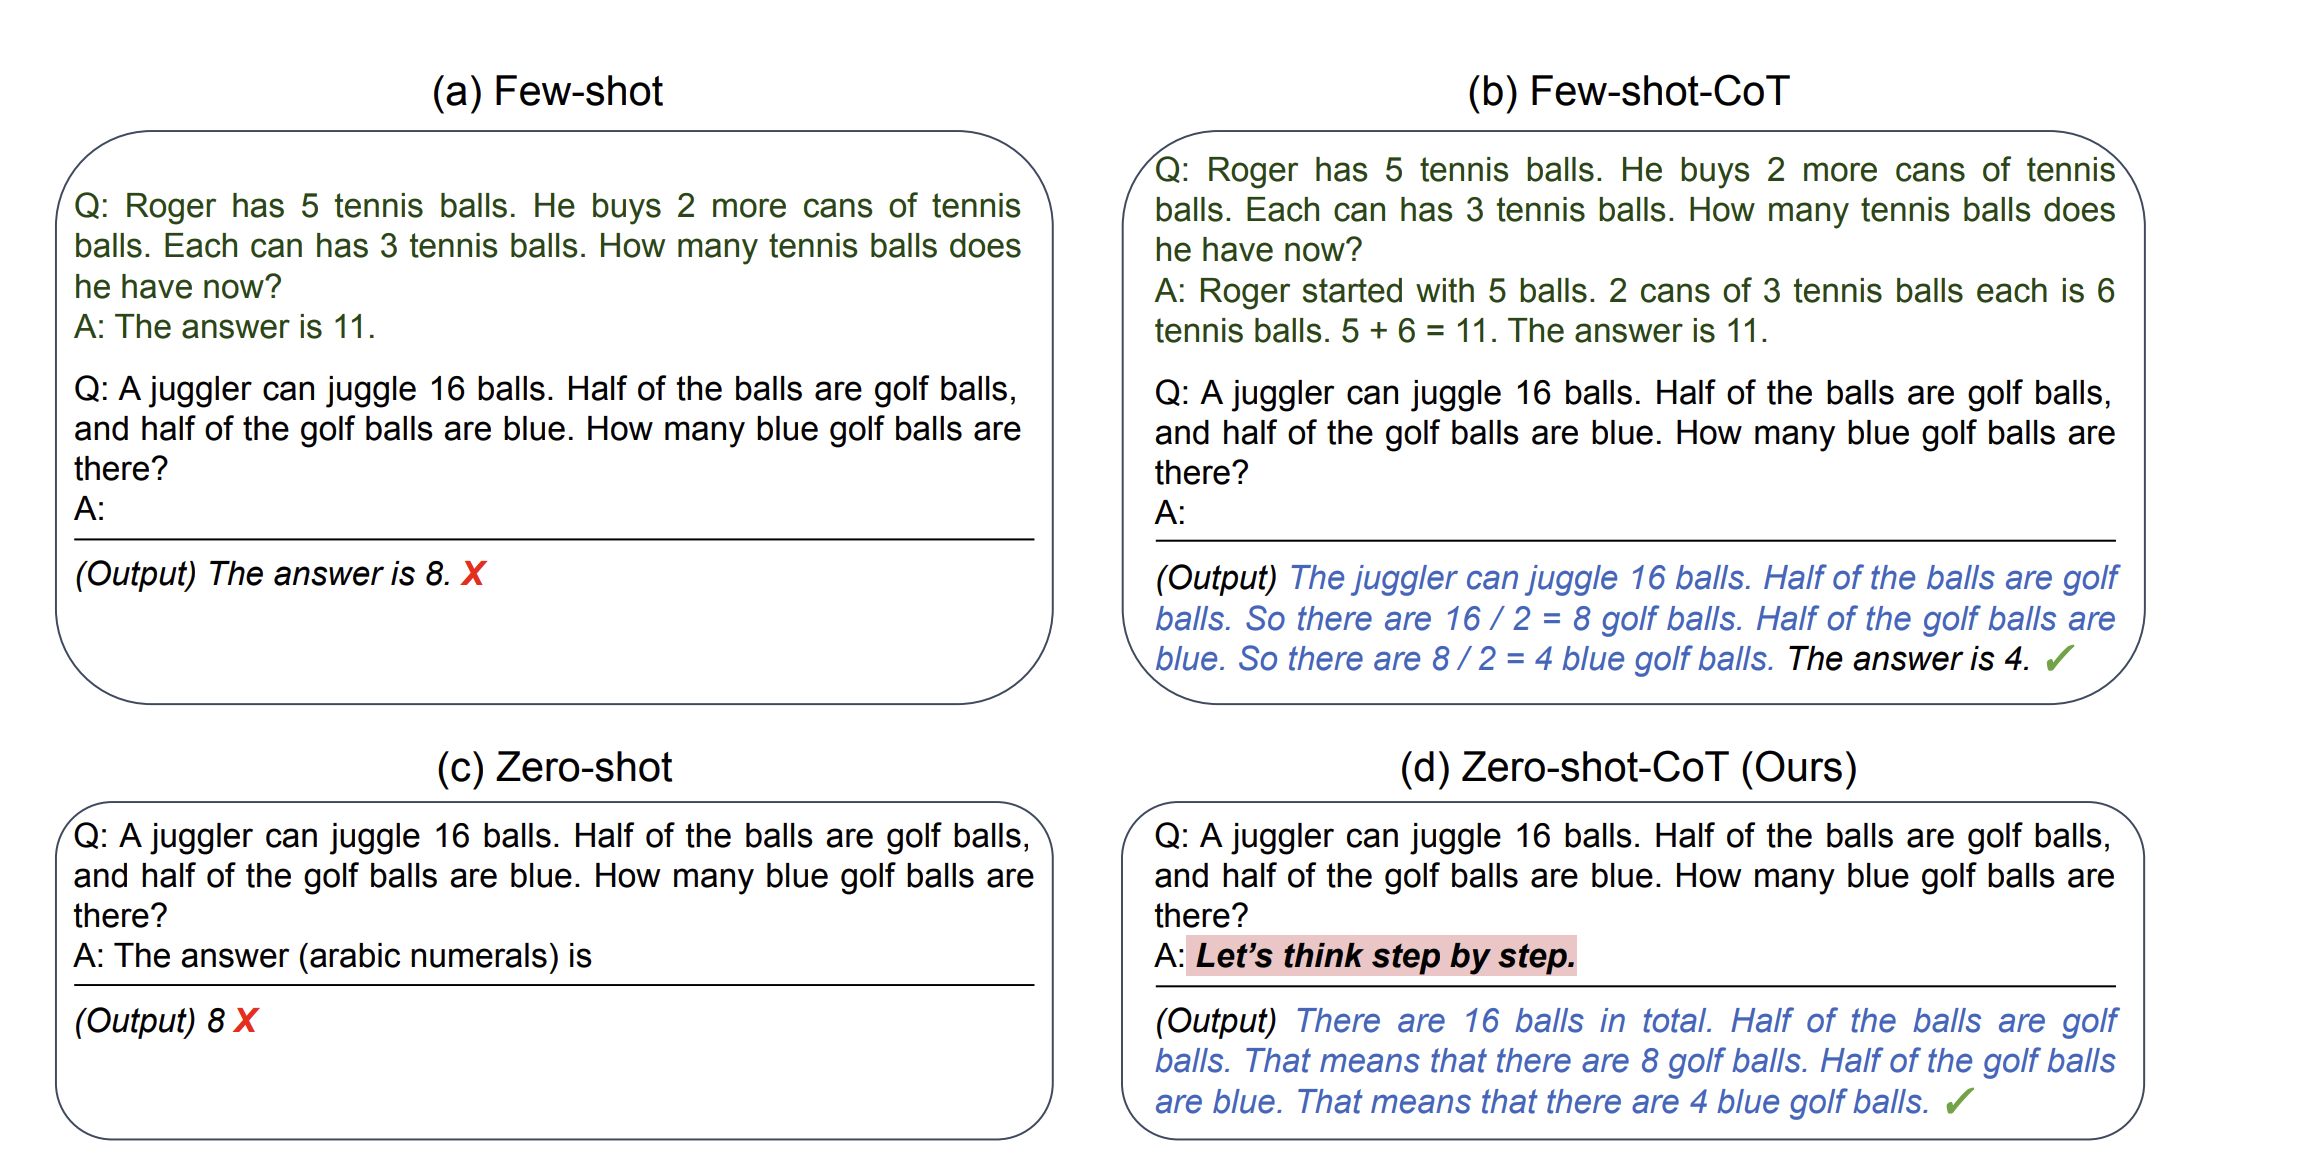 (a) Few-shot
Q: Roger has 5 tennis balls. He buys 2 more cans of tennis
balls. Each can has 3 tennis balls. How many tennis balls does
he have now?
A: The answer is 11.
Q: A juggler can juggle 16 balls. Half of the balls are golf balls,
and half of the golf balls are blue. How many blue golf balls are
there?
A:
(Output) The answer is 8. X
(b) Few-shot-CoT
Q: Roger has 5 tennis balls. He buys 2 more cans of tennis
balls. Each can has 3 tennis balls. How many tennis balls does
he have now?
A: Roger started with 5 balls. 2 cans of 3 tennis balls each is 6
tennis balls. 5 + 6 = 11. The answer is 11.
Q: A juggler can juggle 16 balls. Half of the balls are golf balls,
and half of the golf balls are blue. How many blue golf balls are
there?
A:
(Output) The juggler can juggle 16 balls. Half of the balls are golf
balls. So there are 16 / 2 = 8 golf balls. Half of the golf balls are
blue. So there are 8 / 2 = 4 blue golf balls. The answer is 4. ✓
(c) Zero-shot
Q: A juggler can juggle 16 balls. Half of the balls are golf balls,
and half of the golf balls are blue. How many blue golf balls are
there?
A: The answer (arabic numerals) is
(Output) 8 X
(d) Zero-shot-CoT (Ours)
Q: A juggler can juggle 16 balls. Half of the balls are golf balls,
and half of the golf balls are blue. How many blue golf balls are
there?
A: Let’s think step by step.
(Output) There are 16 balls in total. Half of the balls are golf
balls. That means that there are 8 golf balls. Half of the golf balls
are blue. That means that there are 4 blue golf balls. ✓